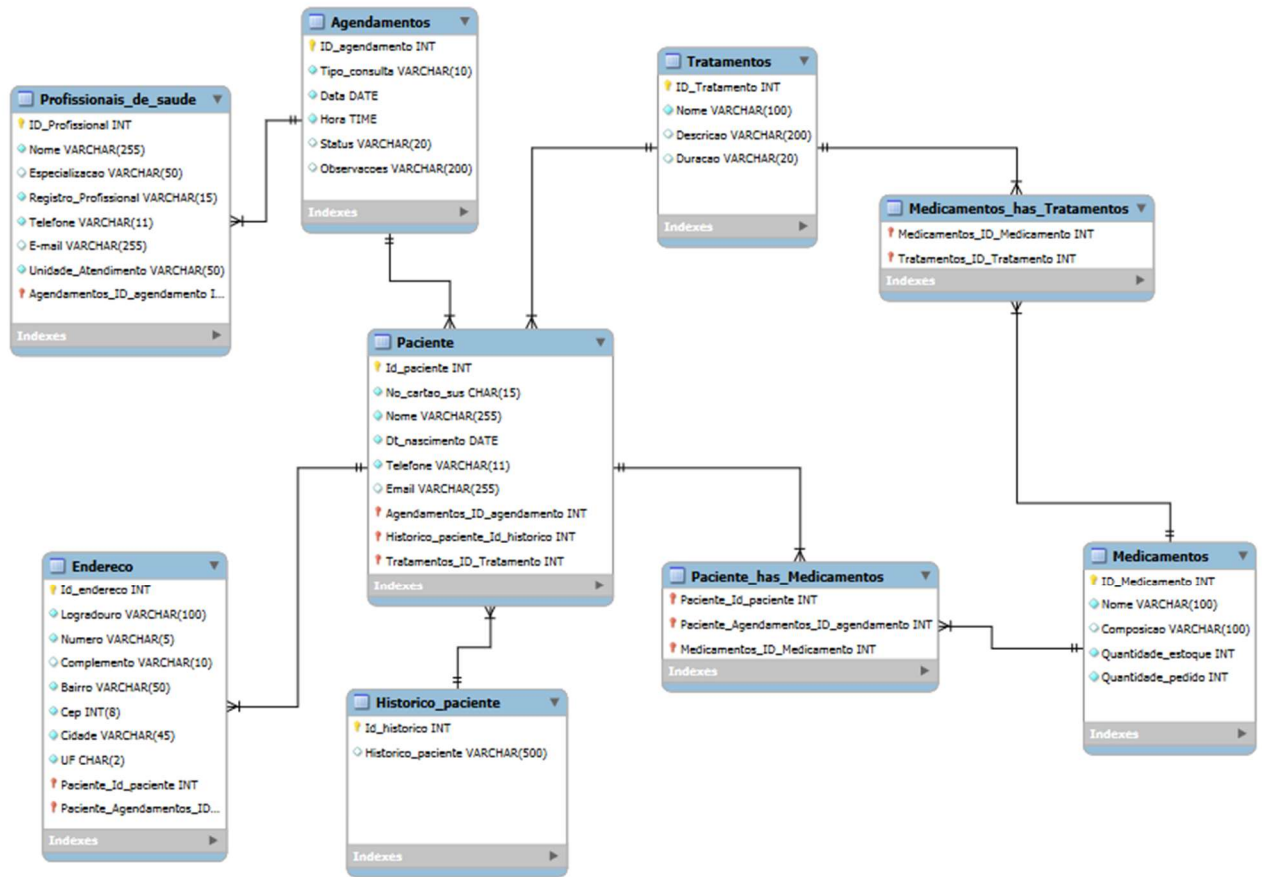 Agendamentos
ID_agendamento INT
Tipo_consulta VARCHAR(10)
Data DATE
Hora TIME
Status VARCHAR(20)
Observacoes VARCHAR(200)
Indexes
Profissionais_de_saude
ID_Profissional INT
Nome VARCHAR(255)
Especializacao VARCHAR(50)
Registro_Profissional VARCHAR(15)
Telefone VARCHAR(11)
E-mail VARCHAR(255)
Unidade_Atendimento VARCHAR(50)
Agendamentos_ID_agendamento I...
Indexes
Tratamentos
ID_Tratamento INT
Nome VARCHAR(100)
Descricao VARCHAR(200)
Duracao VARCHAR(20)
Indexes
Medicamentos_has_Tratamentos
Medicamentos_ID_Medicamento INT
Tratamentos_ID_Tratamento INT
Indexes
Paciente
Id_paciente INT
No_cartao_sus CHAR(15)
Nome VARCHAR(255)
Dt_nascimento DATE
Telefone VARCHAR(11)
Email VARCHAR(255)
Agendamentos_ID_agendamento INT
Historico_paciente_Id_historico INT
Tratamentos_ID_Tratamento INT
Indexes
Endereco
Id_endereco INT
Logradouro VARCHAR(100)
Numero VARCHAR(5)
Complemento VARCHAR(10)
Bairro VARCHAR(50)
Cep INT(8)
Cidade VARCHAR(45)
UF CHAR(2)
Paciente_Id_paciente INT
Paciente_Agendamentos_ID...
Indexes
Historico_paciente
Id_historico INT
Historico_paciente VARCHAR(500)
Indexes
Paciente_has_Medicamentos
Paciente_Id_paciente INT
Paciente_Agendamentos_ID_agendamento INT
Medicamentos_ID_Medicamento INT
Indexes
Medicamentos
ID_Medicamento INT
Nome VARCHAR(100)
Composicao VARCHAR(100)
Quantidade_estoque INT
Quantidade_pedido INT
Indexes